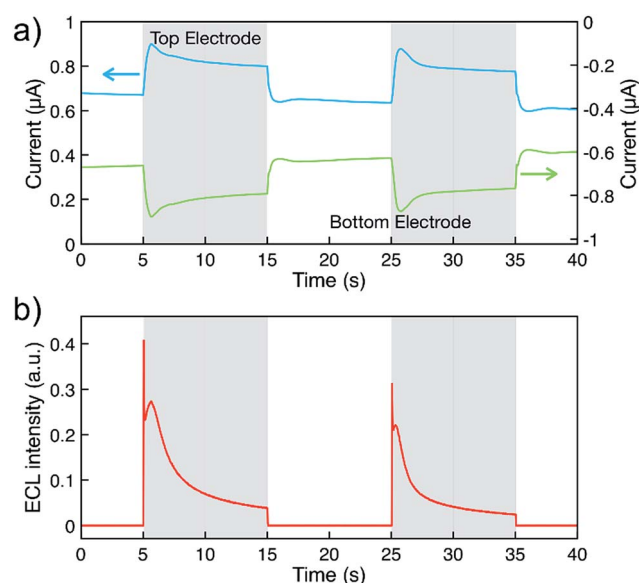 a)
1
0.8
0.6
0.4
0.2
0
Current (µA)
Top Electrode
Bottom Electrode
0
-0.2
-0.4
-0.6
-0.8
-1
Current (µA)
0 5 10 15 20 25 30 35 40
Time (s)
b)
0.4
0.3
0.2
0.1
0
ECL intensity (a.u.)
0 5 10 15 20 25 30 35 40
Time (s)